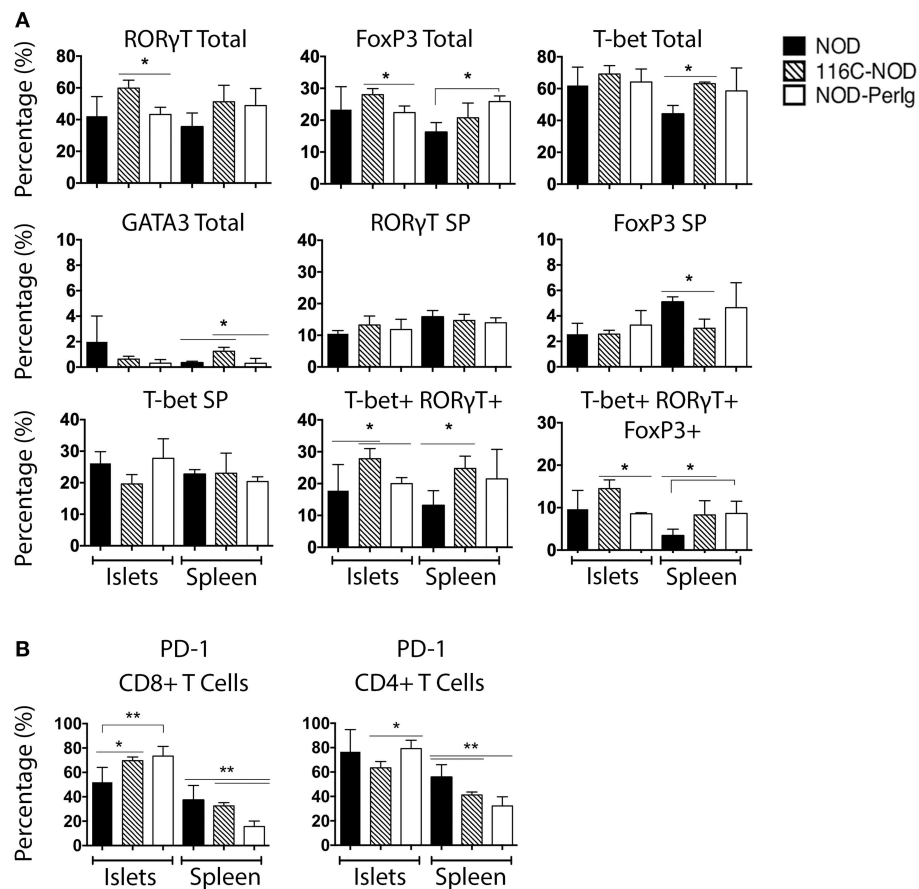 A
RORγT Total
FoxP3 Total
T-bet Total
NOD
116C-NOD
NOD-PerIg
Percentage (%)
80
60
40
20
0
*
40
30
20
10
0
*
*
80
60
40
20
0
*
GATA3 Total
RORγT SP
FoxP3 SP
Percentage (%)
10
8
6
4
2
0
*
40
30
20
10
0
10
8
6
4
2
0
*
T-bet SP
T-bet+ RORγT+
T-bet+ RORγT+
FoxP3+
Percentage (%)
40
30
20
10
0
40
30
20
10
0
*
*
30
20
10
0
*
*
Islets
Spleen
Islets
Spleen
Islets
Spleen
B
PD-1
CD8+ T Cells
PD-1
CD4+ T Cells
Percentage (%)
100
80
60
40
20
0
**
*
**
100
80
60
40
20
0
*
**
Islets
Spleen
Islets
Spleen